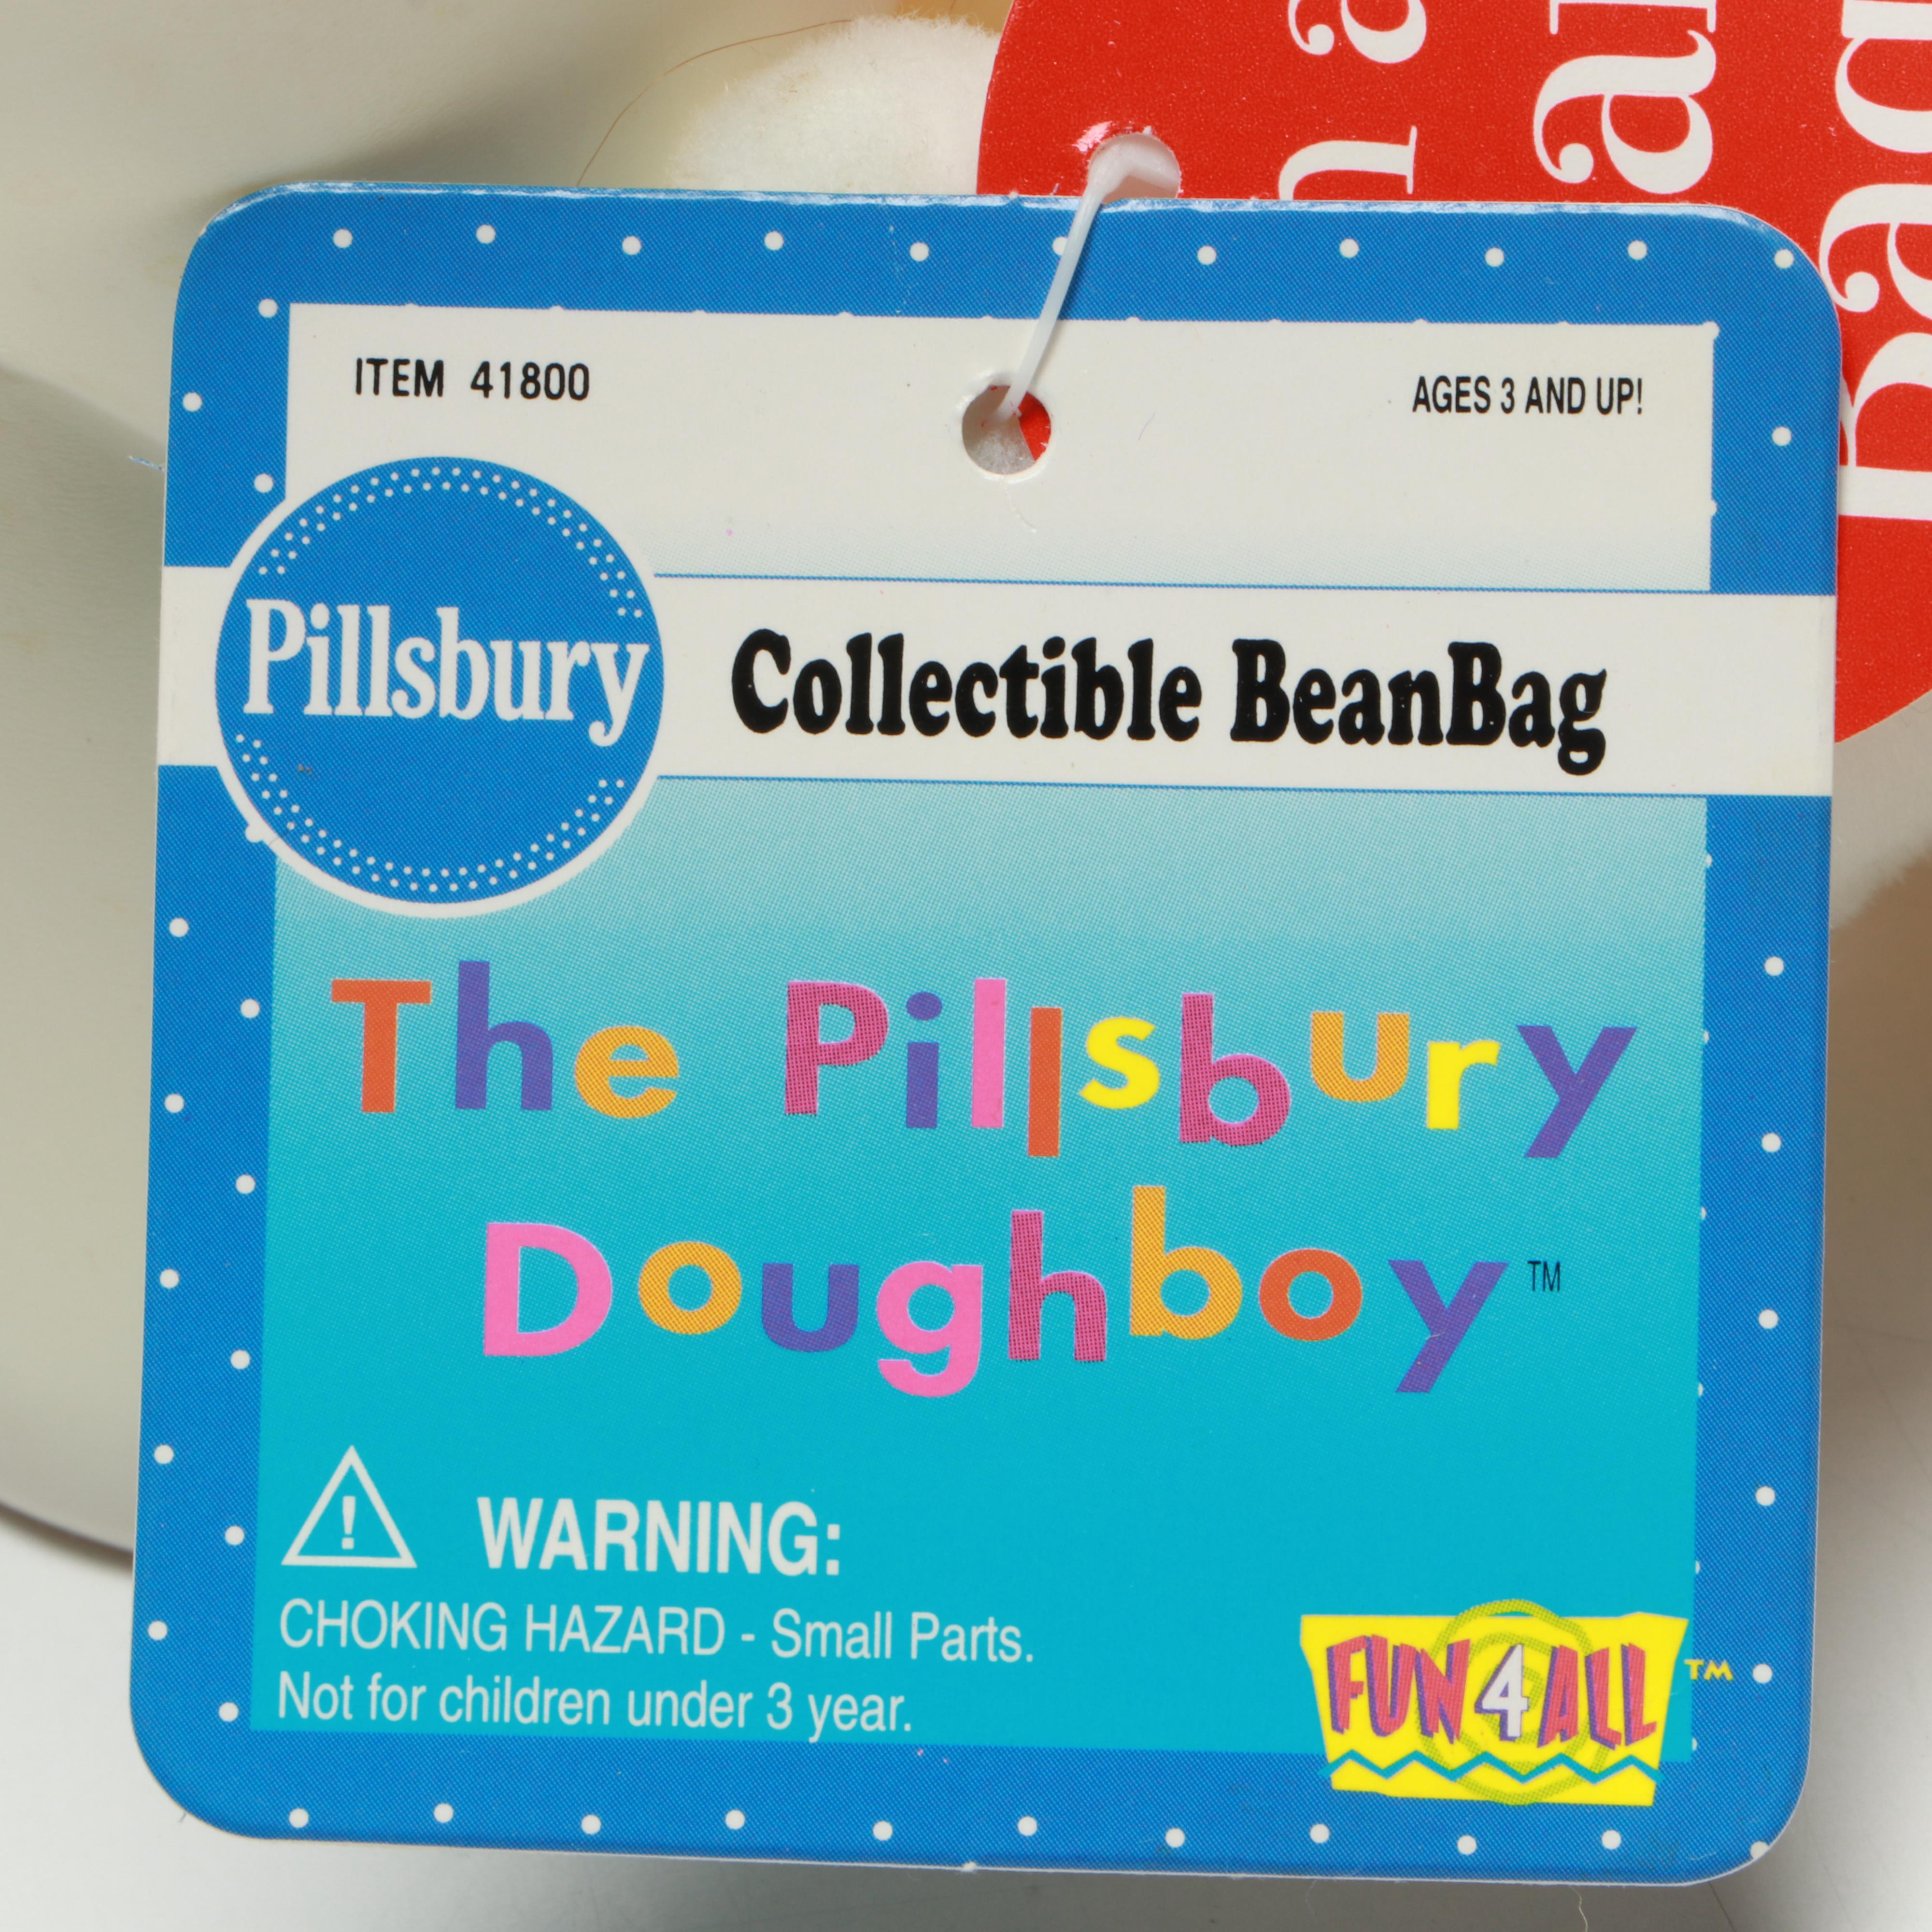 ITEM 41800
AGES 3 AND UP!
Pillsbury
Collectible BeanBag
The Pillsbury
Doughboy™
! WARNING:
CHOKING HAZARD - Small Parts.
Not for children under 3 year.
FUN 4 ALL™